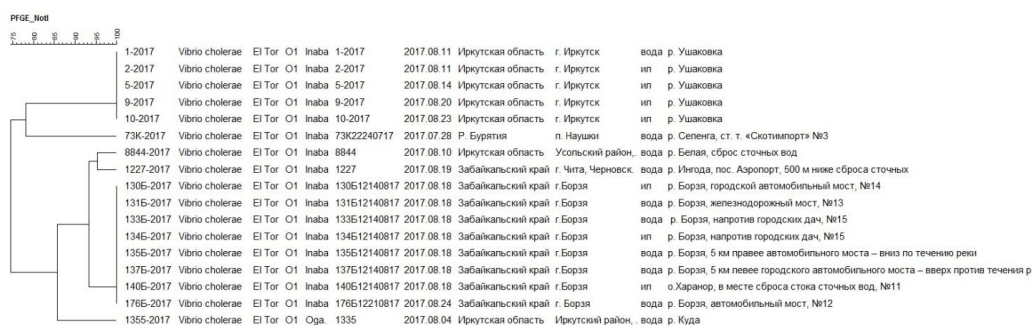 PFGE_NotI
75 80 90 95 100
1-2017 Vibrio cholerae El Tor O1 Inaba 1-2017 2017.08.11 Иркутская область г. Иркутск вода р. Ушаковка
2-2017 Vibrio cholerae El Tor O1 Inaba 2-2017 2017.08.11 Иркутская область г. Иркутск ил р. Ушаковка
5-2017 Vibrio cholerae El Tor O1 Inaba 5-2017 2017.08.14 Иркутская область г. Иркутск ил р. Ушаковка
9-2017 Vibrio cholerae El Tor O1 Inaba 9-2017 2017.08.20 Иркутская область г. Иркутск ил р. Ушаковка
10-2017 Vibrio cholerae El Tor O1 Inaba 10-2017 2017.08.23 Иркутская область г. Иркутск ил р. Ушаковка
73К-2017 Vibrio cholerae El Tor O1 Inaba 73К22240717 2017.07.28 Р. Бурятия п. Наушки вода р. Селенга, ст. т. «Скотимпорт» №3
8844-2017 Vibrio cholerae El Tor O1 Inaba 8844 2017.08.10 Иркутская область Усольский район,. вода р. Белая, сброс сточных вод
1227-2017 Vibrio cholerae El Tor O1 Inaba 1227 2017.08.19 Забайкальский край г. Чита, Черновск. вода р. Ингода, пос. Аэропорт, 500 м ниже сброса сточных
130Б-2017 Vibrio cholerae El Tor O1 Inaba 130Б12140817 2017.08.18 Забайкальский край г.Борзя ил р. Борзя, городской автомобильный мост, №14
131Б-2017 Vibrio cholerae El Tor O1 Inaba 131Б12140817 2017.08.18 Забайкальский край г.Борзя вода р. Борзя, железнодорожный мост, №13
133Б-2017 Vibrio cholerae El Tor O1 Inaba 133Б12140817 2017.08.18 Забайкальский край г.Борзя вода р. Борзя, напротив городских дач, №15
134Б-2017 Vibrio cholerae El Tor O1 Inaba 134Б12140817 2017.08.18 Забайкальский край г.Борзя ил р. Борзя, напротив городских дач, №15
135Б-2017 Vibrio cholerae El Tor O1 Inaba 135Б12140817 2017.08.18 Забайкальский край г.Борзя вода р. Борзя, 5 км правее автомобильного моста – вниз по течению реки
137Б-2017 Vibrio cholerae El Tor O1 Inaba 137Б12140817 2017.08.18 Забайкальский край г.Борзя вода р. Борзя, 5 км левее городского автомобильного моста – вверх против течения р
140Б-2017 Vibrio cholerae El Tor O1 Inaba 140Б12140817 2017.08.18 Забайкальский край г.Борзя ил о.Харанор, в месте сброса стока сточных вод, №11
176Б-2017 Vibrio cholerae El Tor O1 Inaba 176Б12210817 2017.08.24 Забайкальский край г. Борзя вода р. Борзя, автомобильный мост, №12
1355-2017 Vibrio cholerae El Tor O1 Oga. 1335 2017.08.04 Иркутская область Иркутский район, . вода р. Куда